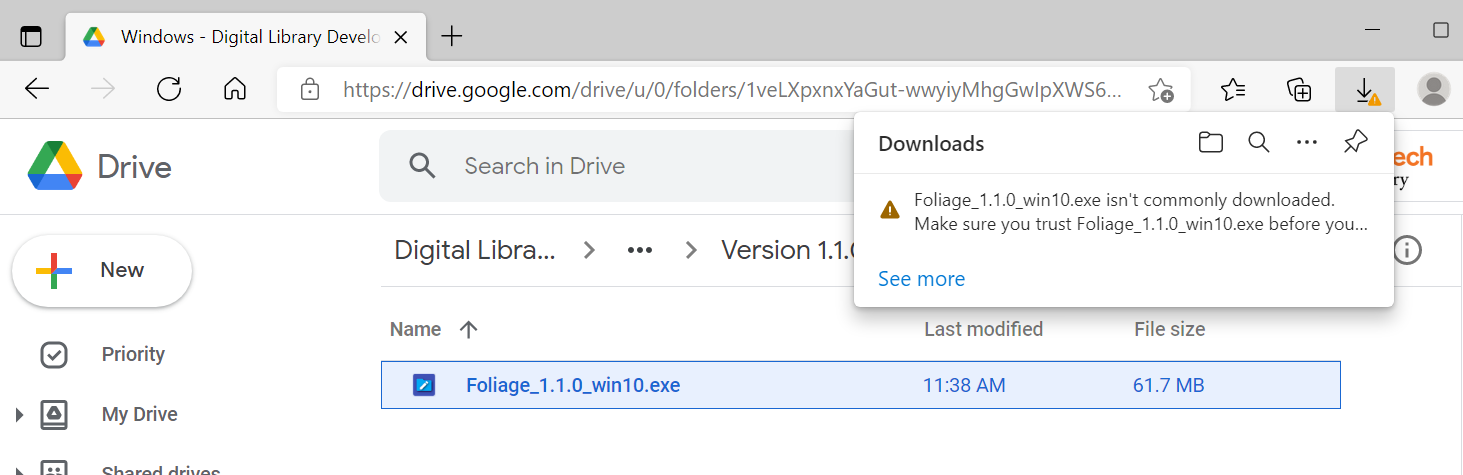 Windows - Digital Library Develo
https://drive.google.com/drive/u/0/folders/1veLXpxnxYaGut-wwyiyMhgGwIpXWS6...
Drive
Search in Drive
Downloads
Foliage_1.1.0_win10.exe isn't commonly downloaded.
Make sure you trust Foliage_1.1.0_win10.exe before you...
See more
ech
ry
New
Digital Libra... > ••• > Version 1.1.0
Name Last modified File size
Foliage_1.1.0_win10.exe 11:38 AM 61.7 MB
Priority
My Drive
Shared drives